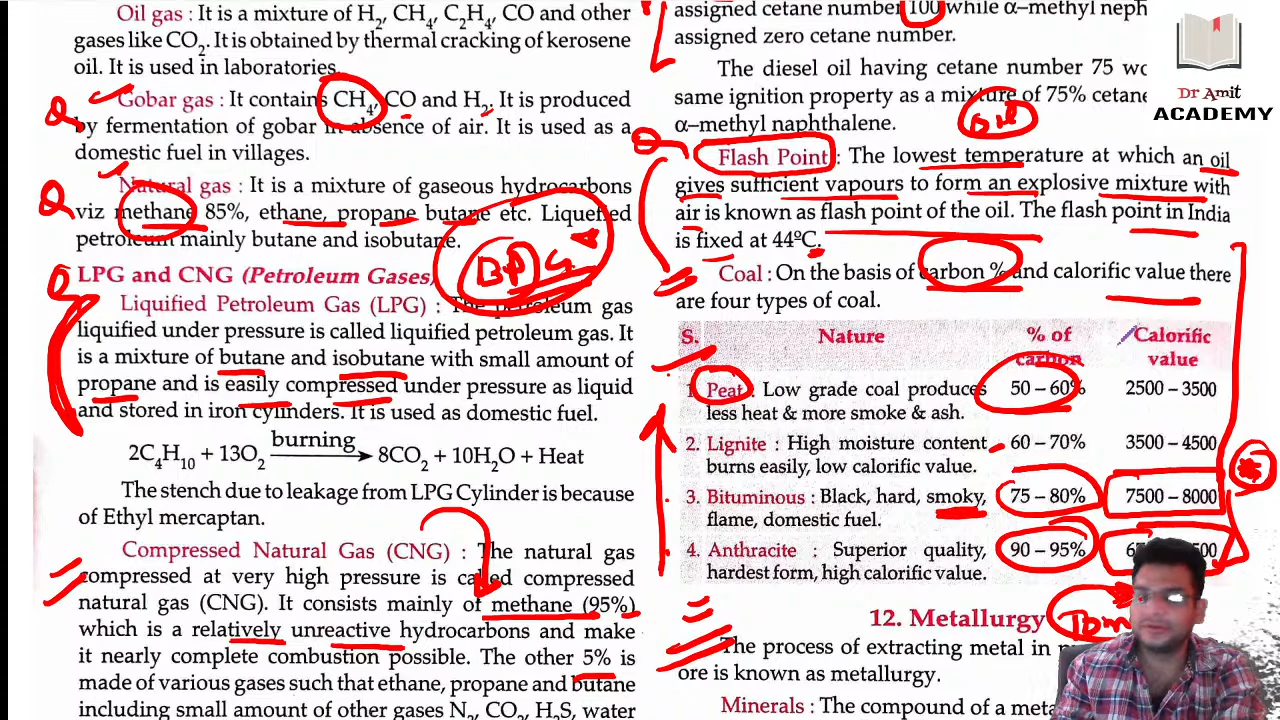 Oil gas : It is a mixture of H2, CH4, C2H4, CO and other
gases like CO2. It is obtained by thermal cracking of kerosene
oil. It is used in laboratories.
Gobar gas : It contains CH4, CO and H2. It is produced
by fermentation of gobar in absence of air. It is used as a
domestic fuel in villages.
Natural gas : It is a mixture of gaseous hydrocarbons
viz methane 85%, ethane, propane butane etc. Liquefied
petroleum mainly butane and isobutane.
LPG and CNG (Petroleum Gases)
Liquified Petroleum Gas (LPG) : The petroleum gas
liquified under pressure is called liquified petroleum gas. It
is a mixture of butane and isobutane with small amount of
propane and is easily compressed under pressure as liquid
and stored in iron cylinders. It is used as domestic fuel.
2C4H10 + 13O2 burning → 8CO2 + 10H2O + Heat
The stench due to leakage from LPG Cylinder is because
of Ethyl mercaptan.
Compressed Natural Gas (CNG) : The natural gas
compressed at very high pressure is called compressed
natural gas (CNG). It consists mainly of methane (95%)
which is a relatively unreactive hydrocarbons and make
it nearly complete combustion possible. The other 5% is
made of various gases such that ethane, propane and butane
including small amount of other gases N2, CO2, H2S, water
assigned cetane number 100 while α–methyl neph
assigned zero cetane number.
The diesel oil having cetane number 75 wo
same ignition property as a mixture of 75% cetane
α–methyl naphthalene.
Oil
Flash Point : The lowest temperature at which an oil
gives sufficient vapours to form an explosive mixture with
air is known as flash point of the oil. The flash point in India
is fixed at 44ºC.
Coal : On the basis of carbon % and calorific value there
are four types of coal.
S. Nature % of carbon Calorific value
1. Peat : Low grade coal produces 50 – 60% 2500 – 3500
less heat & more smoke & ash.
2. Lignite : High moisture content 60 – 70% 3500 – 4500
burns easily, low calorific value.
3. Bituminous : Black, hard, smoky, 75 – 80% 7500 – 8000
flame, domestic fuel.
4. Anthracite : Superior quality, 90 – 95%
hardest form, high calorific value.
12. Metallurgy
The process of extracting metal in
ore is known as metallurgy.
Minerals : The compound of a meta
Dr Amit
ACADEMY